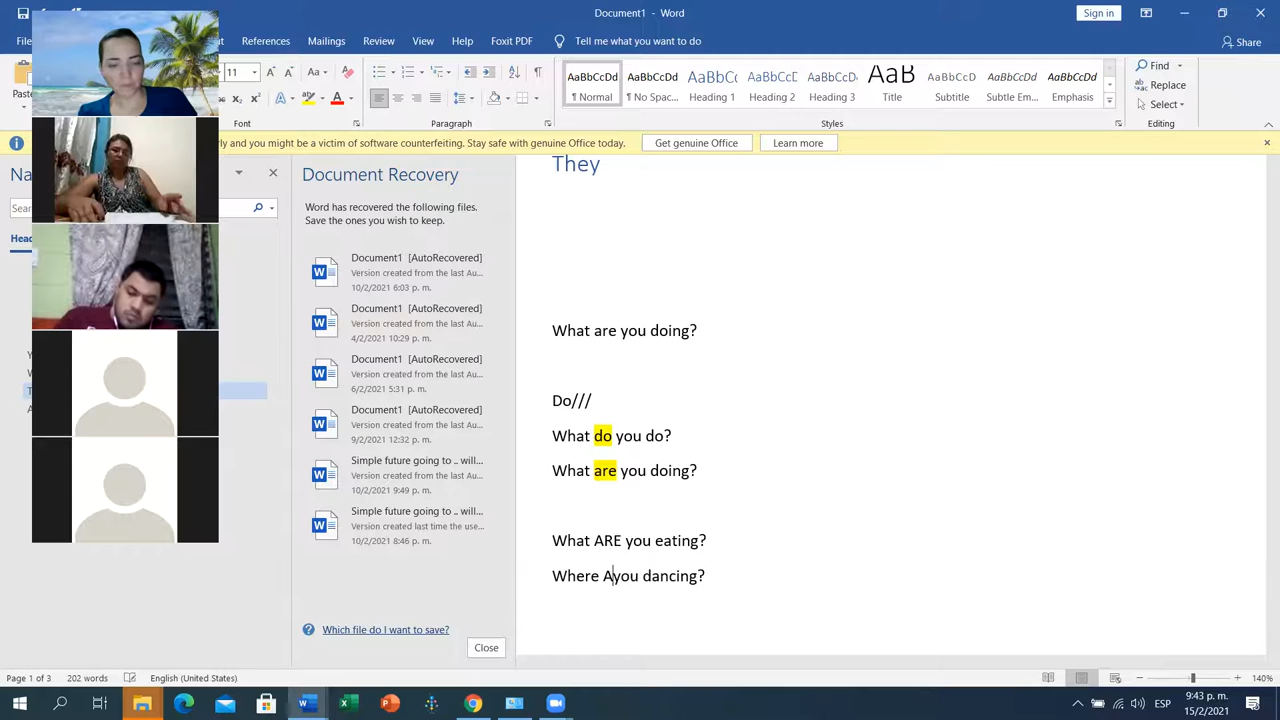 Document1 - Word
Sign in
File
References Mailings Review View Help Foxit PDF Tell me what you want to do
Share
11
AaBbCcDd AaBbCcDd AaBbC AaBbCcD AaBbCcD AaB AaBbCcD AaBbCcDd AaBbCcDd
¶ Normal ¶ No Spac... Heading 1 Heading 2 Heading 3 Title Subtitle Subtle Em... Emphasis
Find
Replace
Select
Font Paragraph Styles Editing
ly and you might be a victim of software counterfeiting. Stay safe with genuine Office today.
Get genuine Office
Learn more
Document Recovery
Word has recovered the following files.
Save the ones you wish to keep.
Document1 [AutoRecovered]
Version created from the last Au...
10/2/2021 6:03 p. m.
Document1 [AutoRecovered]
Version created from the last Au...
4/2/2021 10:29 p. m.
Document1 [AutoRecovered]
Version created from the last Au...
6/2/2021 5:31 p. m.
Document1 [AutoRecovered]
Version created from the last Au...
9/2/2021 12:32 p. m.
Simple future going to .. will...
Version created from the last Au...
10/2/2021 9:49 p. m.
Simple future going to .. will...
Version created last time the use...
10/2/2021 8:46 p. m.
Which file do I want to save?
Close
They
What are you doing?
Do///
What do you do?
What are you doing?
What ARE you eating?
Where Ayou dancing?
Page 1 of 3 202 words English (United States)
140%
ESP
9:43 p. m.
15/2/2021